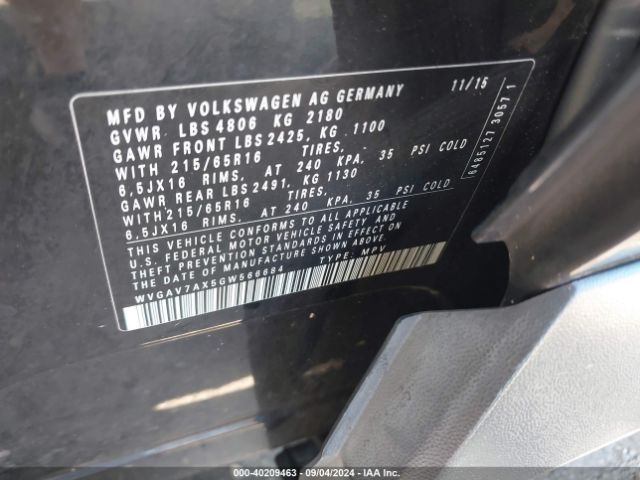 MFD BY VOLKSWAGEN AG GERMANY 11/15
GVWR LBS 4806 KG 2180
GAWR FRONT LBS 2425, KG 1100
WITH 215/65R16 TIRES,
6,5JX16 RIMS, AT 240 KPA, 35 PSI COLD
GAWR REAR LBS 2491, KG 1130
WITH 215/65R16 TIRES,
6,5JX16 RIMS, AT 240 KPA, 35 PSI COLD
THIS VEHICLE CONFORMS TO ALL APPLICABLE
U.S. FEDERAL MOTOR VEHICLE SAFETY AND
THEFT PREVENTION STANDARDS IN EFFECT ON
THE DATE OF MANUFACTURE SHOWN ABOVE.
WVGAV7AX5GW566684 TYPE: MPV
6485127 3057 1
000-40209463 - 09/04/2024 - IAA Inc.